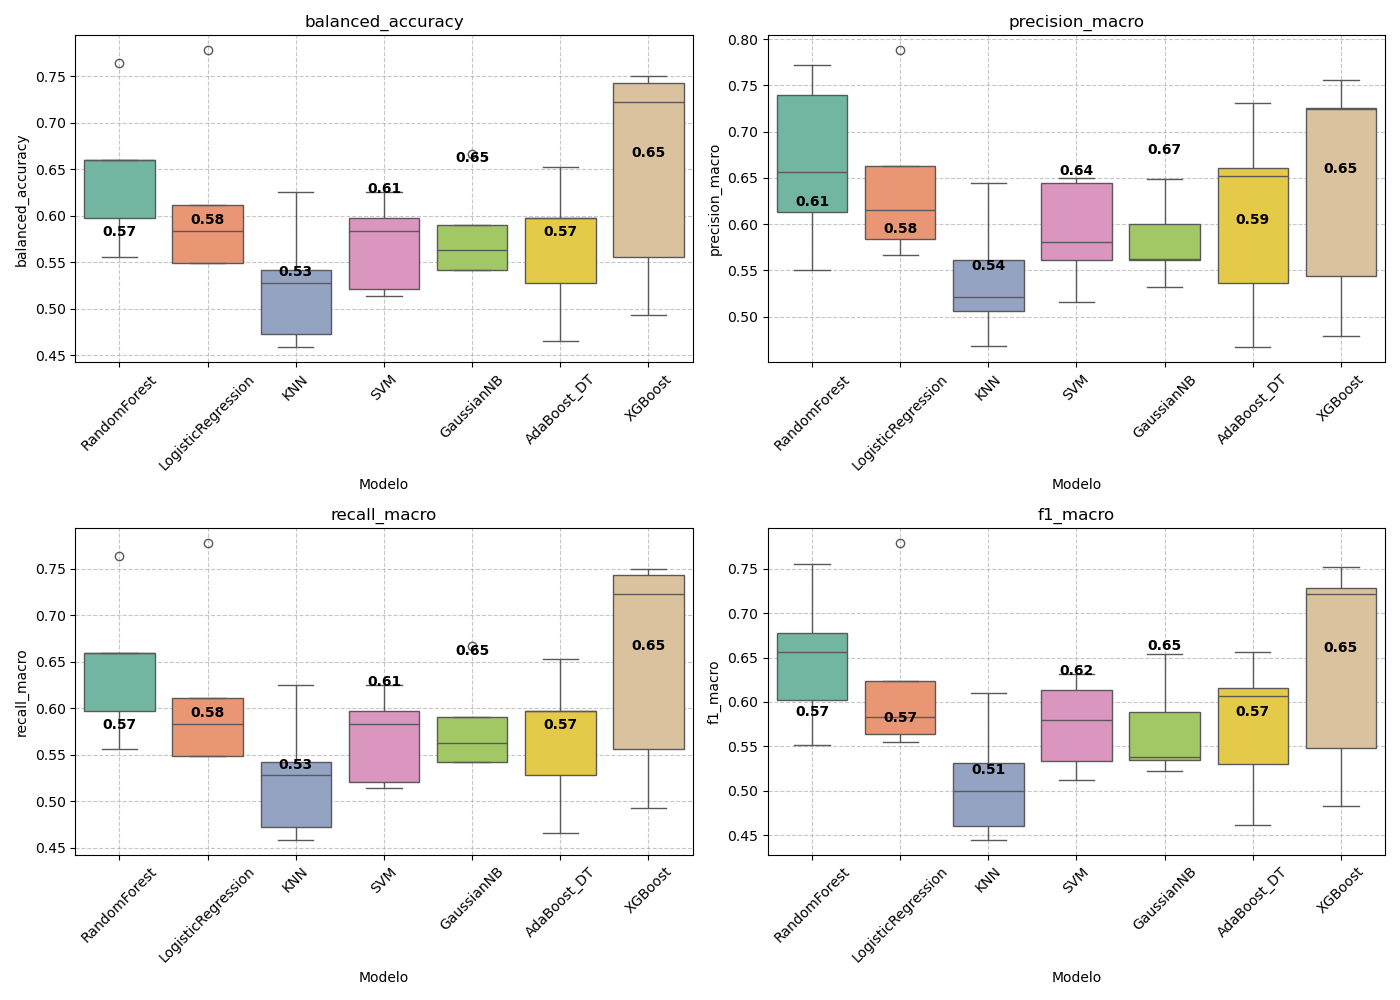 balanced_accuracy
balanced_accuracy
0.75
0.70
0.65
0.60
0.55
0.50
0.45
0.57
0.58
0.53
0.61
0.65
0.57
0.65
RandomForest
LogisticRegression
KNN
SVM
GaussianNB
AdaBoost_DT
XGBoost
Modelo
precision_macro
precision_macro
0.80
0.75
0.70
0.65
0.60
0.55
0.50
0.61
0.58
0.54
0.64
0.67
0.59
0.65
RandomForest
LogisticRegression
KNN
SVM
GaussianNB
AdaBoost_DT
XGBoost
Modelo
recall_macro
recall_macro
0.75
0.70
0.65
0.60
0.55
0.50
0.45
0.57
0.58
0.53
0.61
0.65
0.57
0.65
RandomForest
LogisticRegression
KNN
SVM
GaussianNB
AdaBoost_DT
XGBoost
Modelo
f1_macro
f1_macro
0.75
0.70
0.65
0.60
0.55
0.50
0.45
0.57
0.57
0.51
0.62
0.65
0.57
0.65
RandomForest
LogisticRegression
KNN
SVM
GaussianNB
AdaBoost_DT
XGBoost
Modelo